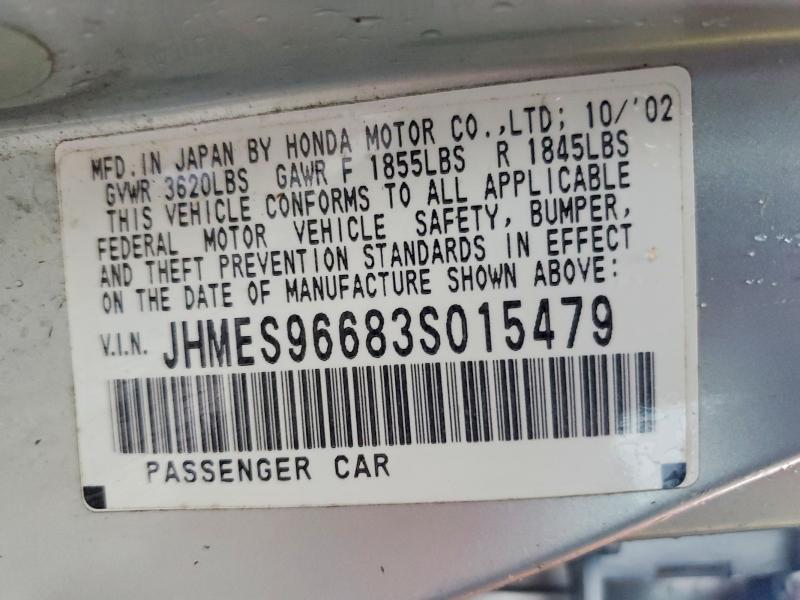 MFD. IN JAPAN BY HONDA MOTOR CO.,LTD; 10/'02
GVWR 3620LBS GAWR F 1855LBS R 1845LBS
THIS VEHICLE CONFORMS TO ALL APPLICABLE
FEDERAL MOTOR VEHICLE SAFETY, BUMPER,
AND THEFT PREVENTION STANDARDS IN EFFECT
ON THE DATE OF MANUFACTURE SHOWN ABOVE:
V.I.N. JHMES96683S015479
PASSENGER CAR